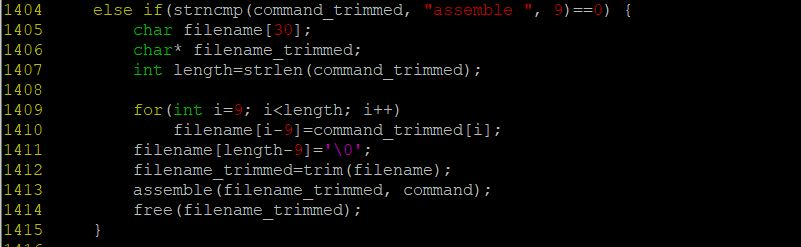 1404     else if(strncmp(command_trimmed, "assemble ", 9)==0) {
1405         char filename[30];
1406         char* filename_trimmed;
1407         int length=strlen(command_trimmed);
1408
1409         for(int i=9; i<length; i++)
1410             filename[i-9]=command_trimmed[i];
1411         filename[length-9]='\0';
1412         filename_trimmed=trim(filename);
1413         assemble(filename_trimmed, command);
1414         free(filename_trimmed);
1415     }